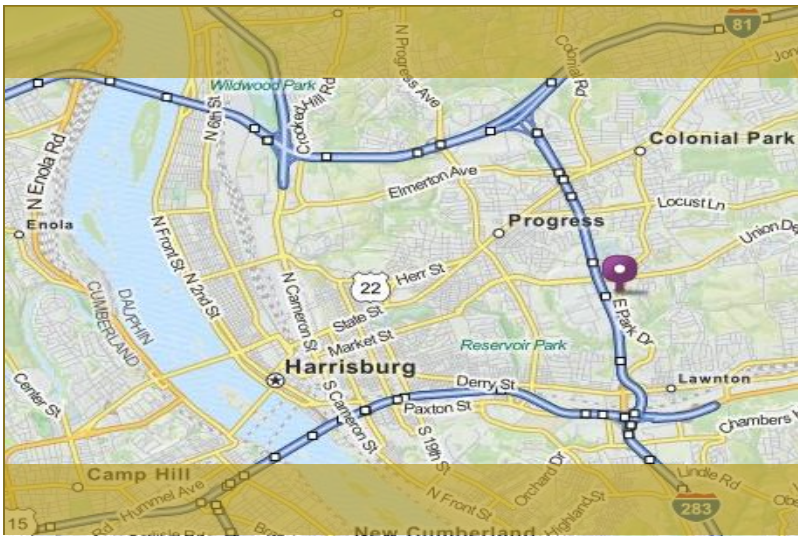 81
N Progress Ave
Colonial Rd
Wildwood Park
Crooked Hill Rd
N 6th St
Colonial Park
N Enola Rd
Elmerton Ave
Locust Ln
Progress
Enola
Union De
N Front St
N 2nd St
Herr St
22
DAUPHIN
CUMBERLAND
N Cameron St
State St
E Park Dr
Market St
Reservoir Park
Harrisburg
Derry St
Lawnton
Center St
Paxton St
S Cameron St
S 19th St
Chambers
Camp Hill
Orchard Dr
Lindle Rd
Rd
Hummel Ave
N Front St
Highland St
283
15
New Cumberland